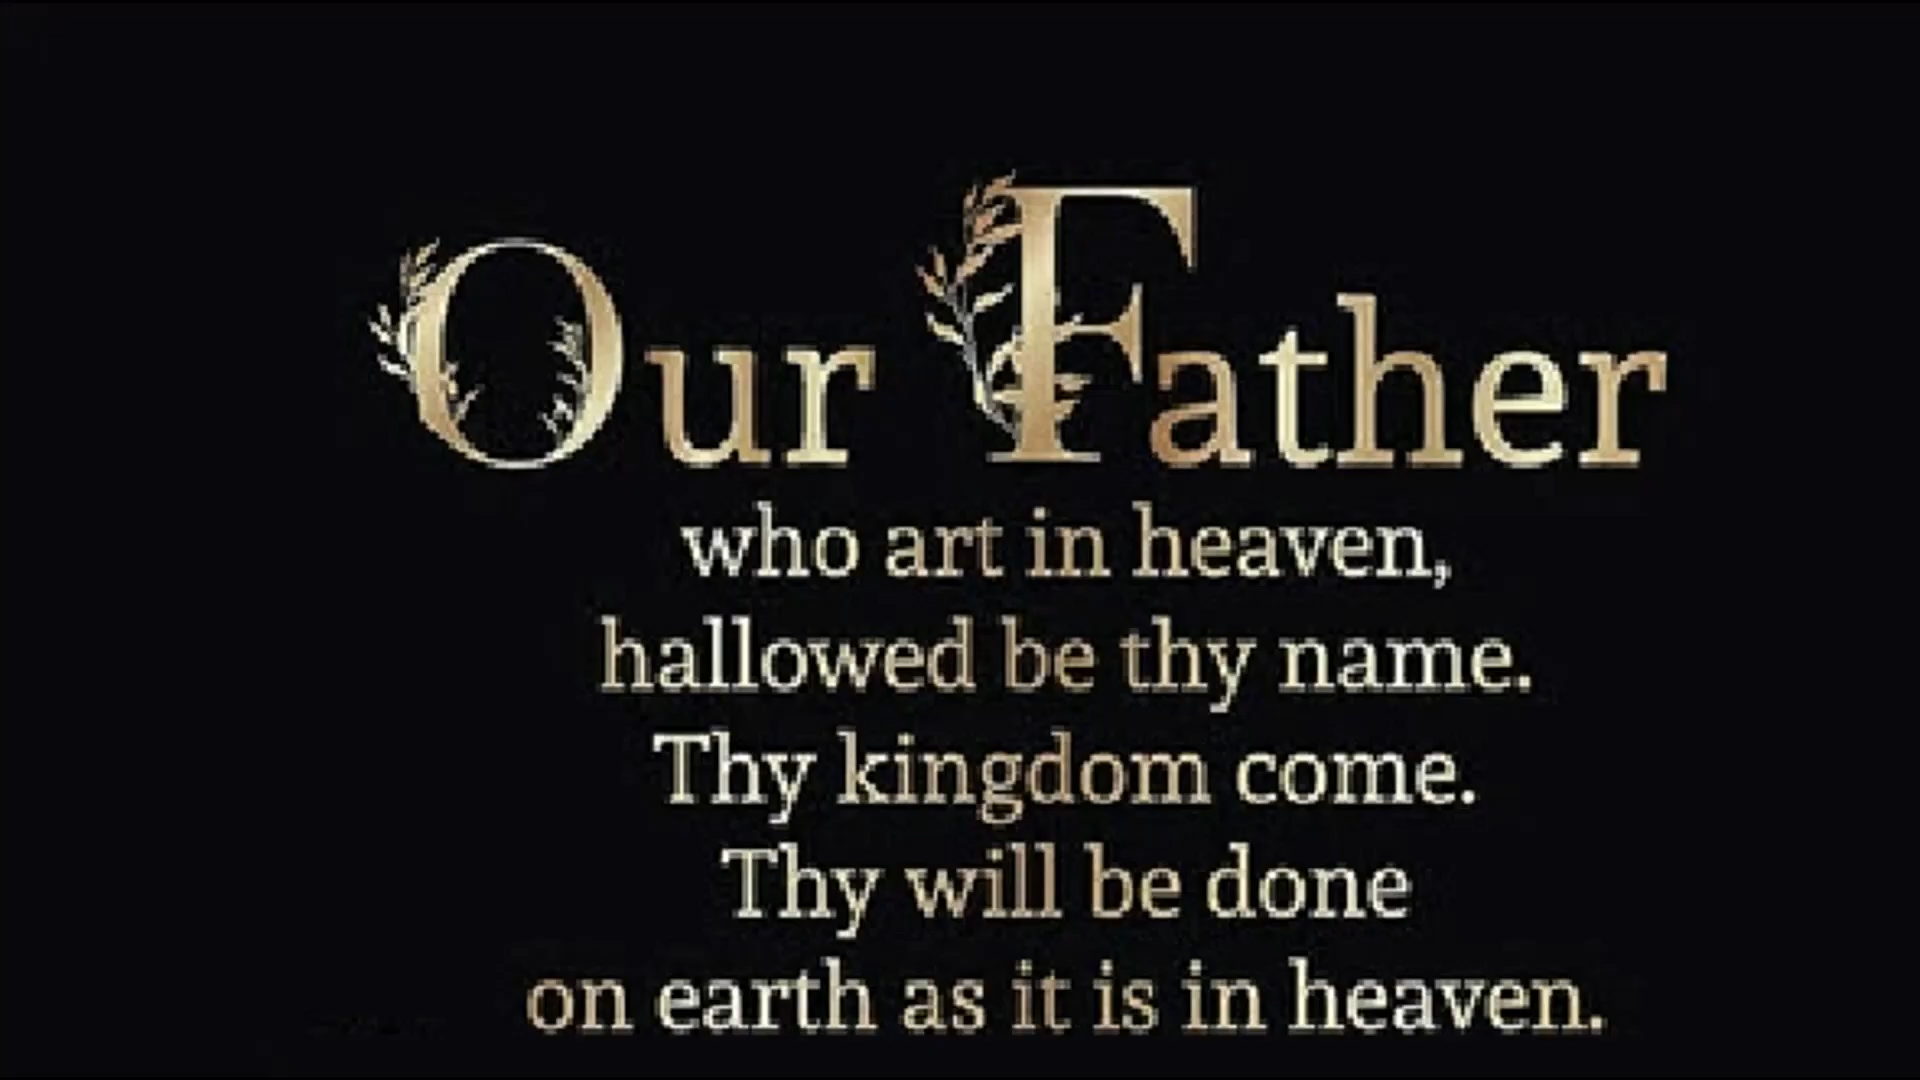 Our Father
who art in heaven,
hallowed be thy name.
Thy kingdom come.
Thy will be done
on earth as it is in heaven.